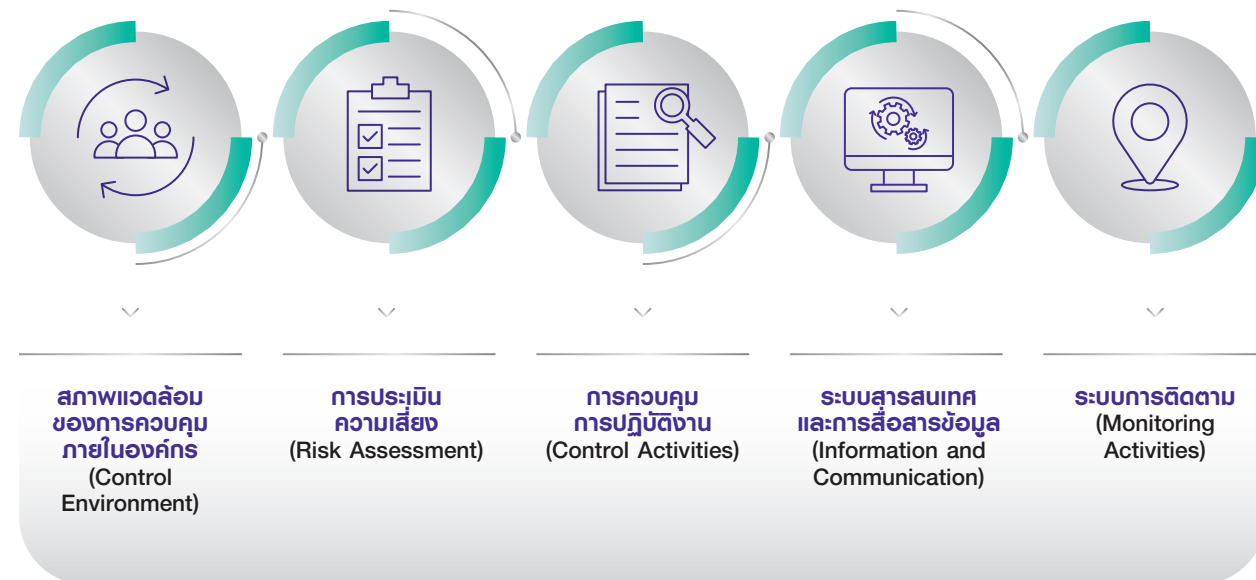 สภาพแวดล้อม
ของการควบคุม
ภายในองค์กร
(Control
Environment)
การประเมิน
ความเสี่ยง
(Risk Assessment)
การควบคุม
การปฏิบัติงาน
(Control Activities)
ระบบสารสนเทศ
และการสื่อสารข้อมูล
(Information and
Communication)
ระบบการติดตาม
(Monitoring
Activities)